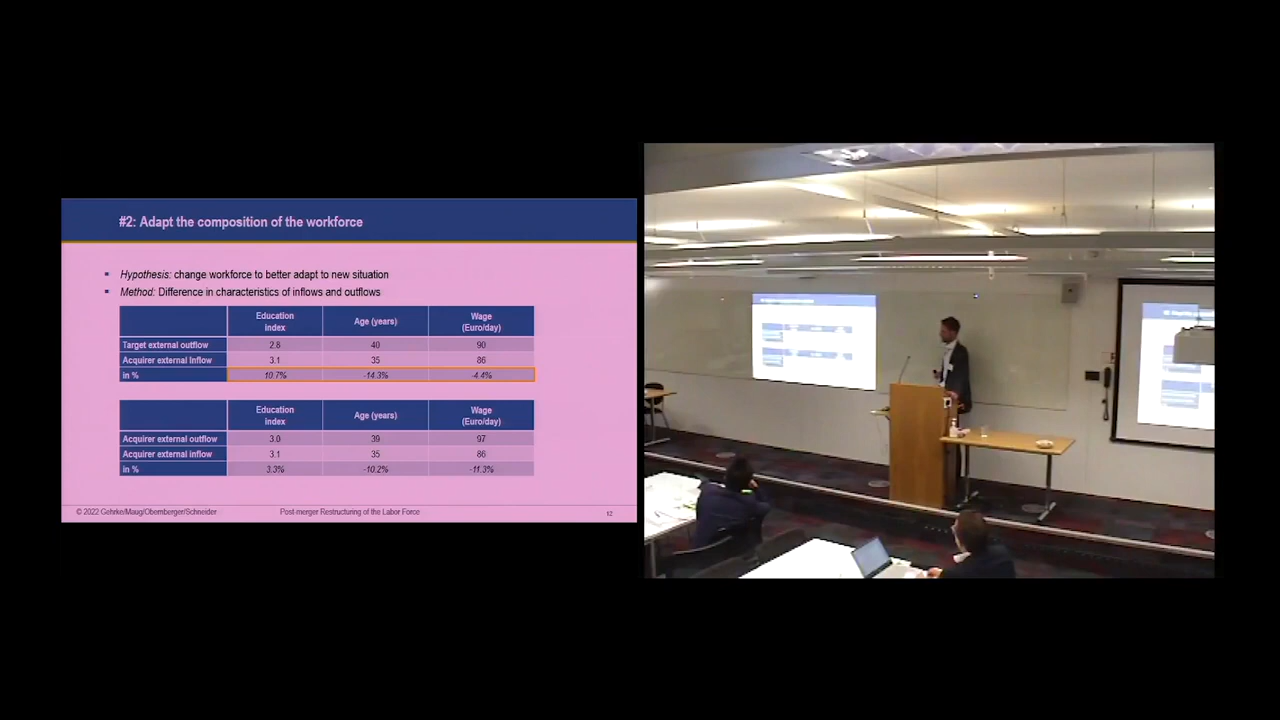 #2: Adapt the composition of the workforce
Hypothesis: change workforce to better adapt to new situation
Method: Difference in characteristics of inflows and outflows
Education index Age (years) Wage (Euro/day)
Target external outflow 2.8 40 90
Acquirer external Inflow 3.1 35 86
in % 10.7% -14.3% -4.4%
Education index Age (years) Wage (Euro/day)
Acquirer external outflow 3.0 39 97
Acquirer external inflow 3.1 35 86
in % 3.3% -10.2% -11.3%
© 2022 Gehrke/Maug/Obernberger/Schneider Post-merger Restructuring of the Labor Force 12